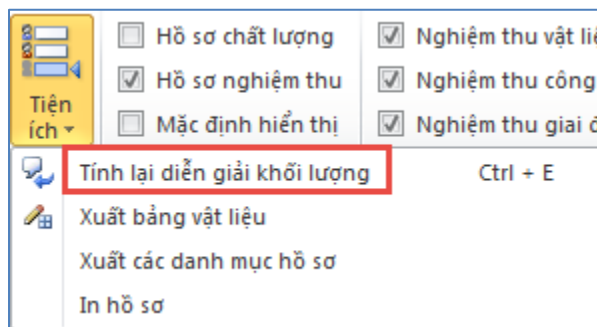 Hồ sơ chất lượng
Nghiệm thu vật
Hồ sơ nghiệm thu
Nghiệm thu công
Tiện ích
Mặc định hiển thị
Nghiệm thu giai
Tính lại diễn giải khối lượng
Ctrl + E
Xuất bảng vật liệu
Xuất các danh mục hồ sơ
In hồ sơ